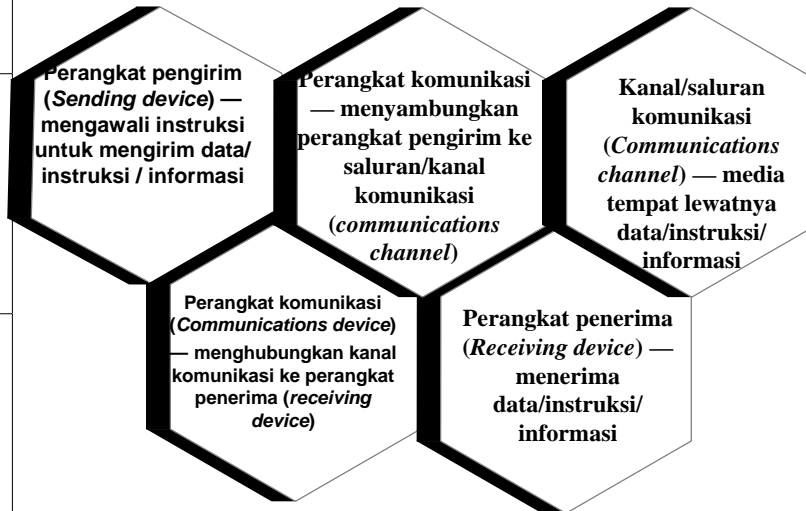 Perangkat pengirim
(Sending device) —
mengawali instruksi
untuk mengirim data/
instruksi / informasi
Perangkat komunikasi
— menyambungkan
perangkat pengirim ke
saluran/kanal
komunikasi
(communications
channel)
Kanal/saluran
komunikasi
(Communications
channel) — media
tempat lewatnya
data/instruksi/
informasi
Perangkat komunikasi
(Communications device)
— menghubungkan kanal
komunikasi ke perangkat
penerima (receiving
device)
Perangkat penerima
(Receiving device) —
menerima
data/instruksi/
informasi